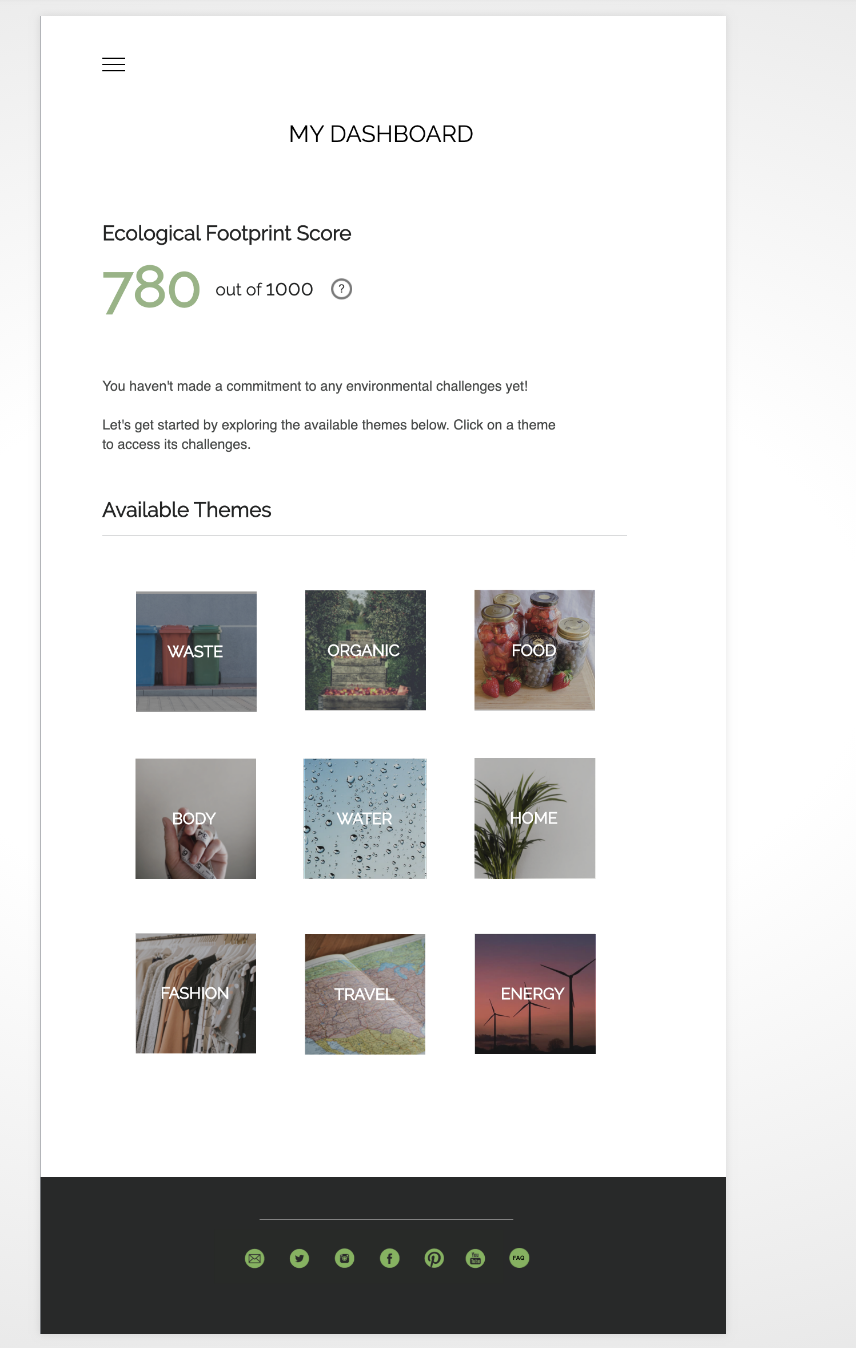 MY DASHBOARD
Ecological Footprint Score
780 out of 1000 ?
You haven't made a commitment to any environmental challenges yet!
Let's get started by exploring the available themes below. Click on a theme
to access its challenges.
Available Themes
WASTE ORGANIC FOOD
BODY WATER HOME
FASHION TRAVEL ENERGY
You Tube FAQ